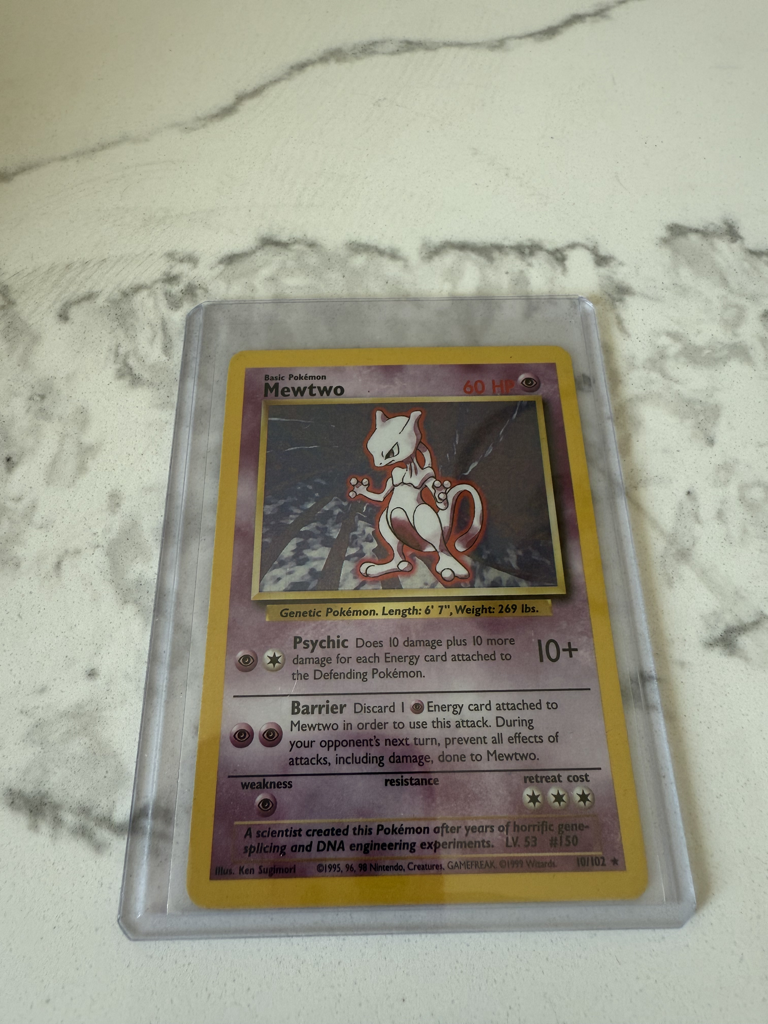 Basic Pokémon
Mewtwo 60 HP
Genetic Pokémon. Length: 6' 7", Weight: 269 lbs.
Psychic Does 10 damage plus 10 more
damage for each Energy card attached to
the Defending Pokémon.
10+
Barrier Discard 1 Energy card attached to
Mewtwo in order to use this attack. During
your opponent's next turn, prevent all effects of
attacks, including damage, done to Mewtwo.
weakness resistance retreat cost
A scientist created this Pokémon after years of horrific gene-
splicing and DNA engineering experiments. LV. 53 #150
Illus. Ken Sugimori ©1995, 96, 98 Nintendo, Creatures, GAMEFREAK. ©1999 Wizards. 10/102 ★